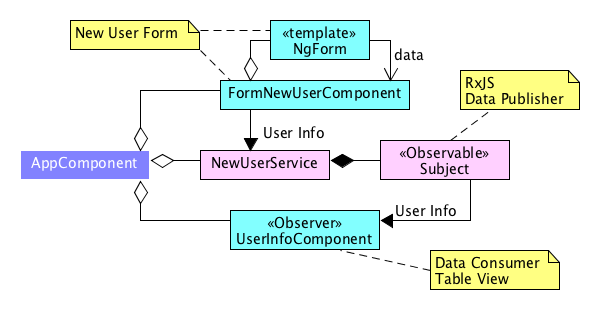 New User Form
«template»
NgForm
data
RxJS
Data Publisher
FormNewUserComponent
User Info
AppComponent
NewUserService
«Observable»
Subject
User Info
«Observer»
UserInfoComponent
Data Consumer
Table View